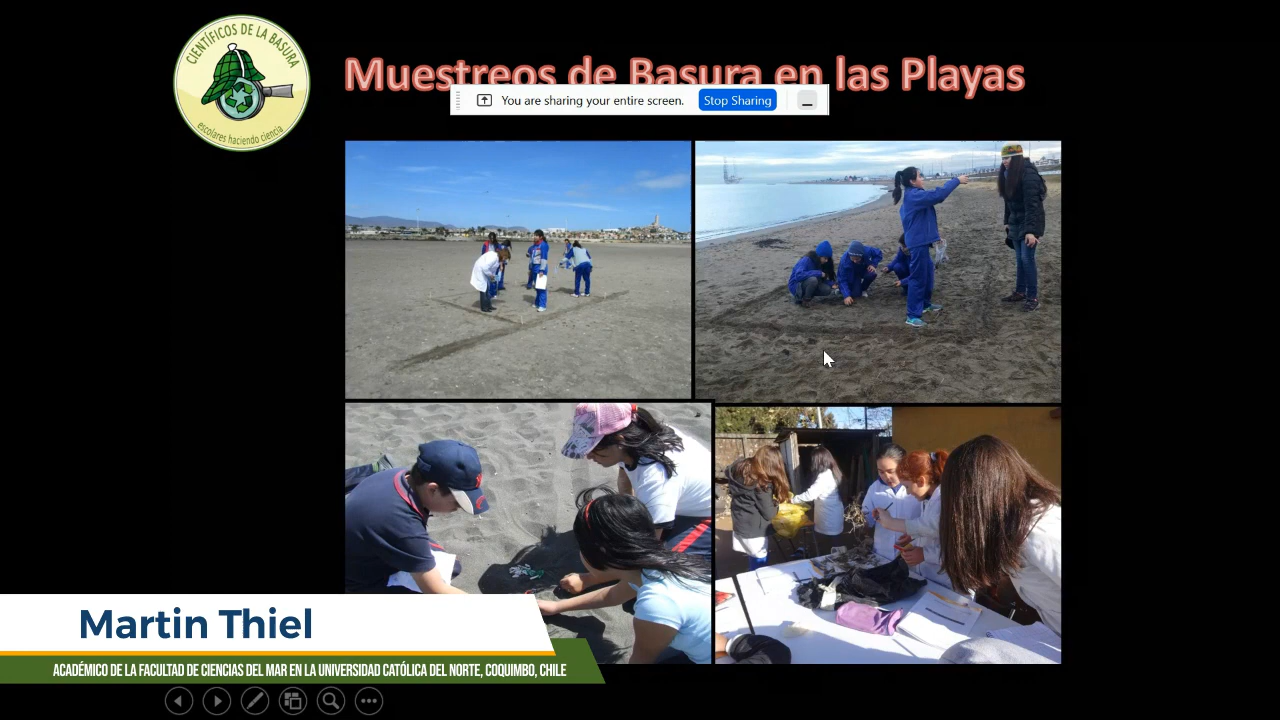 CIENTÍFICOS DE LA BASURA
escolares haciendo ciencia
Muestreos de Basura en las Playas
You are sharing your entire screen.
Stop Sharing
Martin Thiel
ACADÉMICO DE LA FACULTAD DE CIENCIAS DEL MAR EN LA UNIVERSIDAD CATÓLICA DEL NORTE, COQUIMBO, CHILE